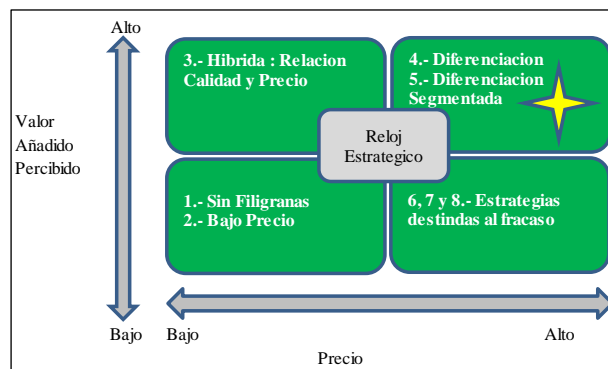 Alto
3.- Hibrida : Relacion
Calidad y Precio
4.- Diferenciacion
5.- Diferenciacion
Segmentada
Valor
Añadido
Percibido
Reloj
Estrategico
1.- Sin Filigranas
2.- Bajo Precio
6, 7 y 8.- Estrategias
destindas al fracaso
Bajo
Bajo
Alto
Precio